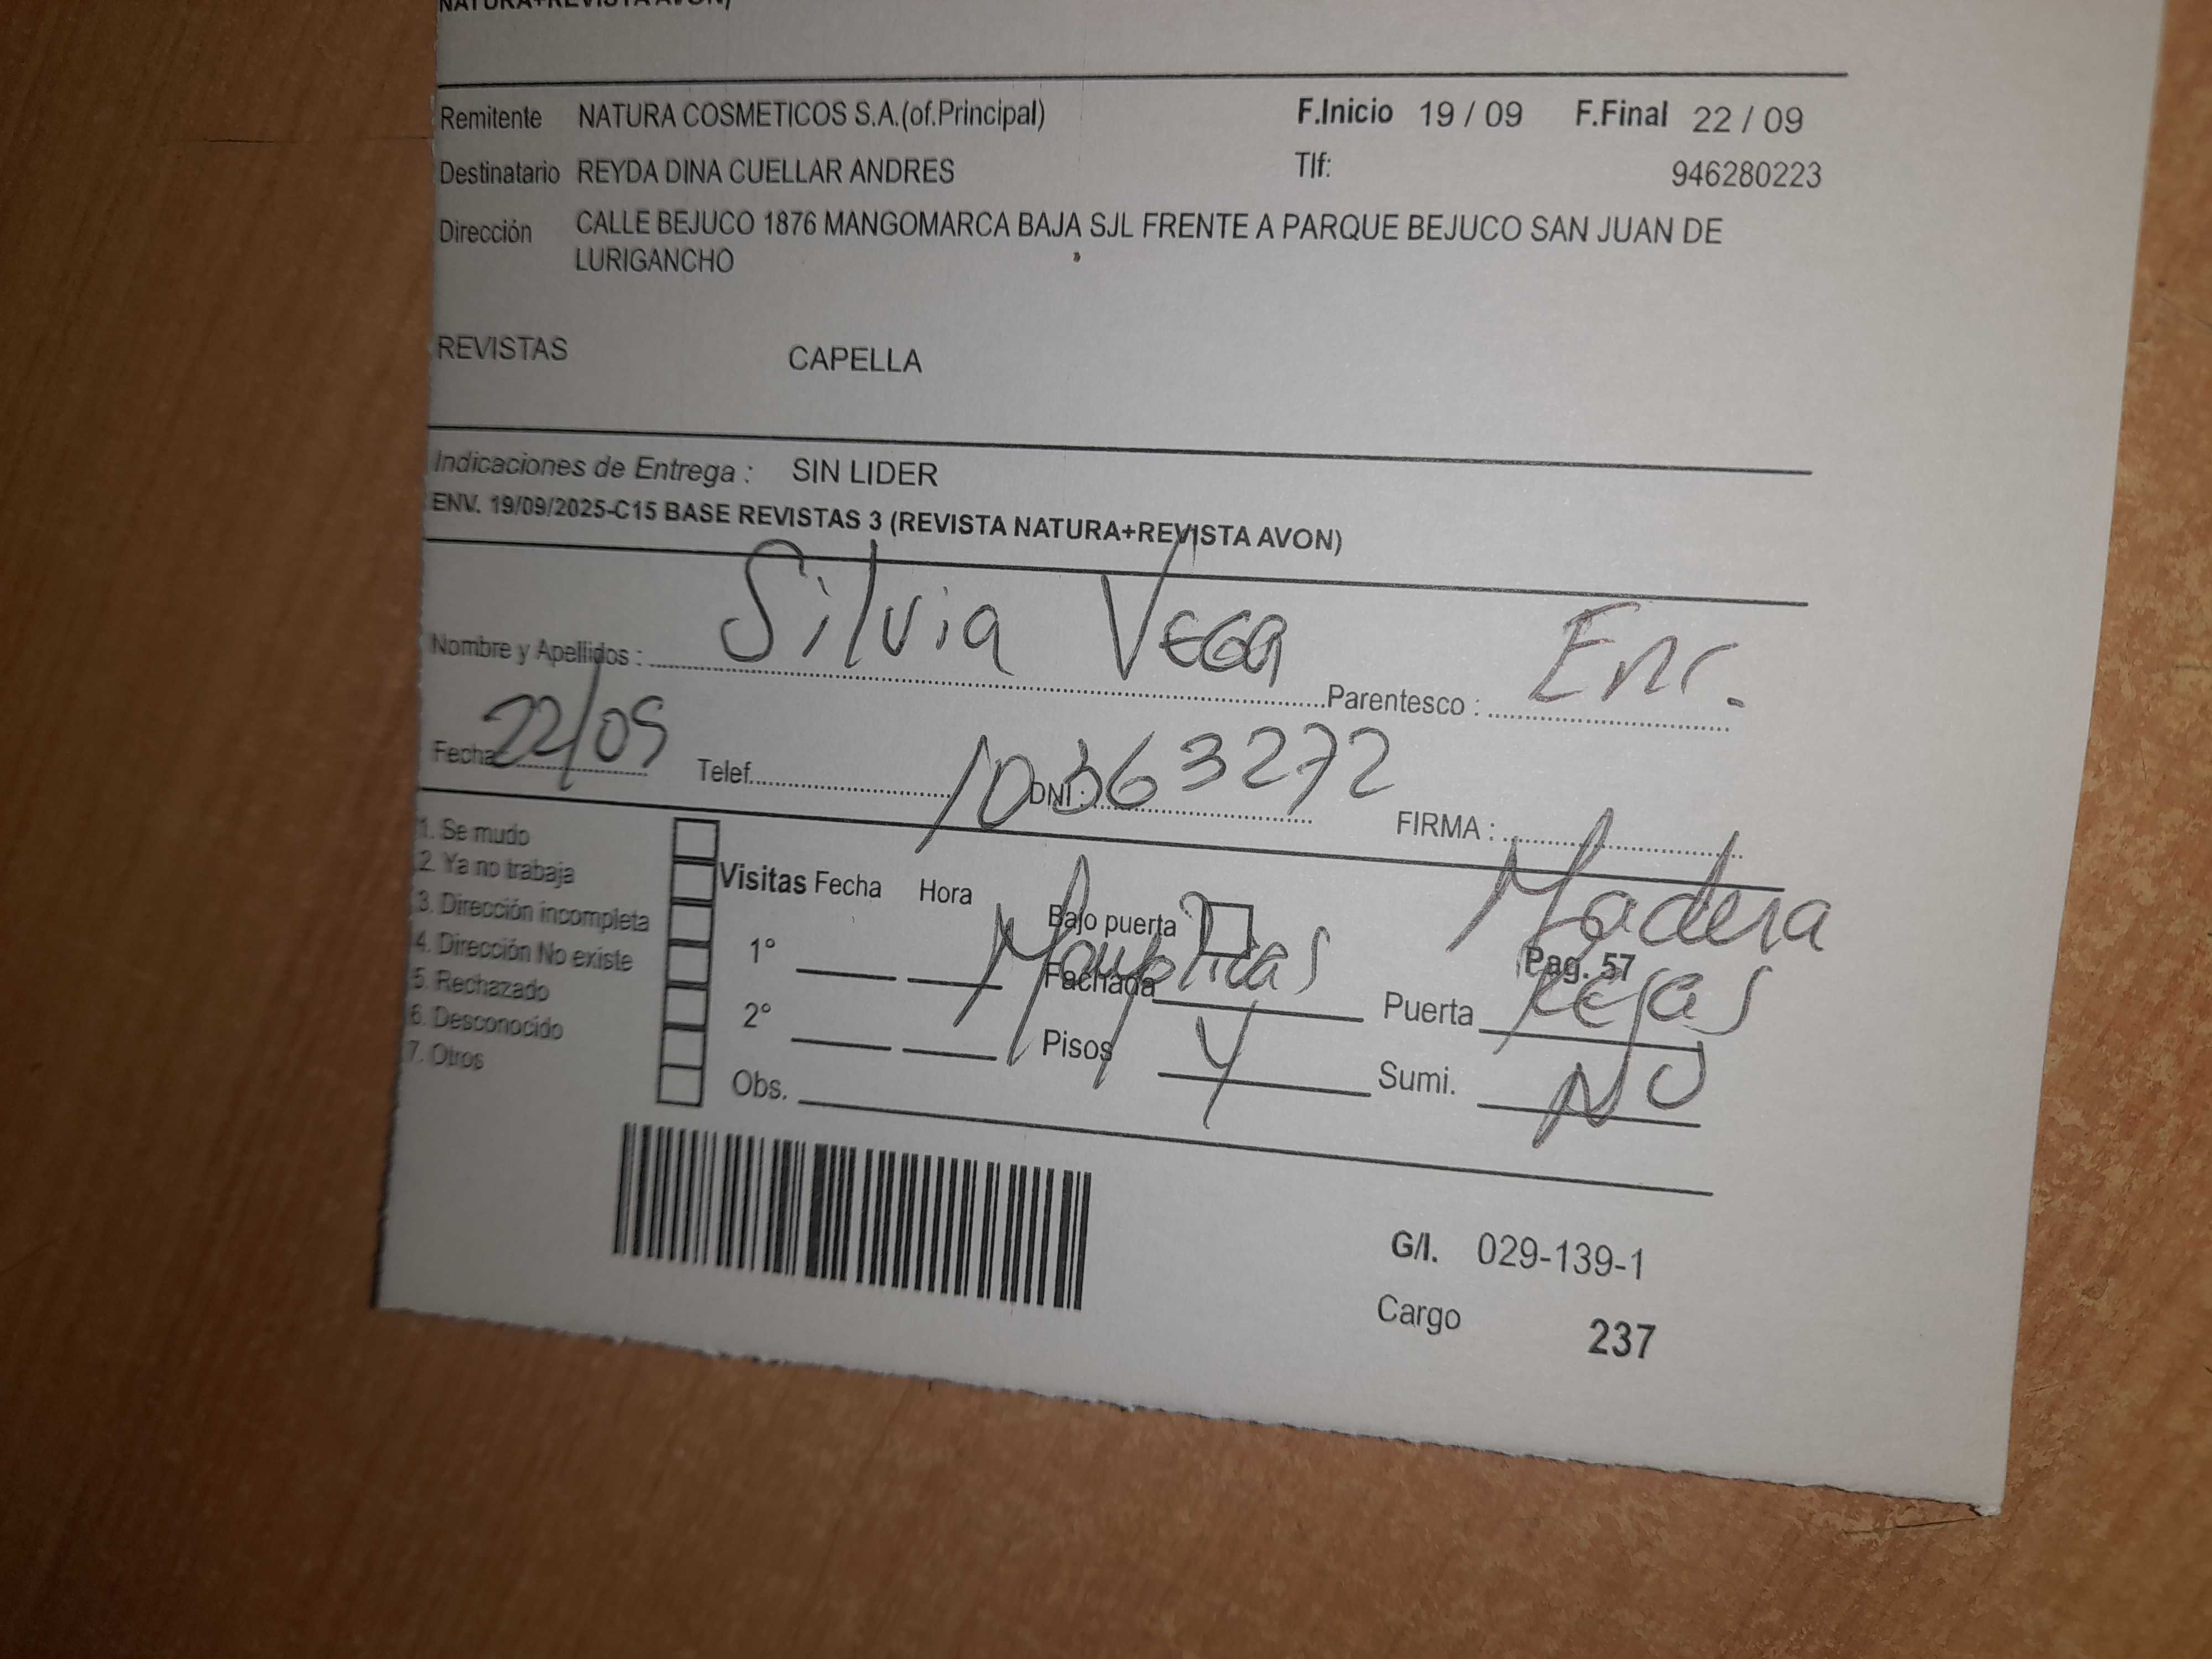 NATURA+REVISTA AVON)
Remitente NATURA COSMETICOS S.A.(of.Principal) F.Inicio 19 / 09 F.Final 22 / 09
Destinatario REYDA DINA CUELLAR ANDRES Tlf: 946280223
Dirección CALLE BEJUCO 1876 MANGOMARCA BAJA SJL FRENTE A PARQUE BEJUCO SAN JUAN DE
LURIGANCHO
REVISTAS CAPELLA
Indicaciones de Entrega : SIN LIDER
ENV. 19/09/2025-C15 BASE REVISTAS 3 (REVISTA NATURA+REVISTA AVON)
Nombre y Apellidos : Silvia VEGA Parentesco : Enc.
Fecha 22/09 Telef. DNI : FIRMA :
1. Se mudo
2. Ya no trabaja
3. Dirección incompleta
4. Dirección No existe
5. Rechazado
6. Desconocido
7. Otros
Visitas Fecha Hora Bajo puerta Madera
1° Fachada Pag. 57
Puerta Rejas
2° Pisos 4 Sumi. NO
Obs.
G/I. 029-139-1
Cargo 237